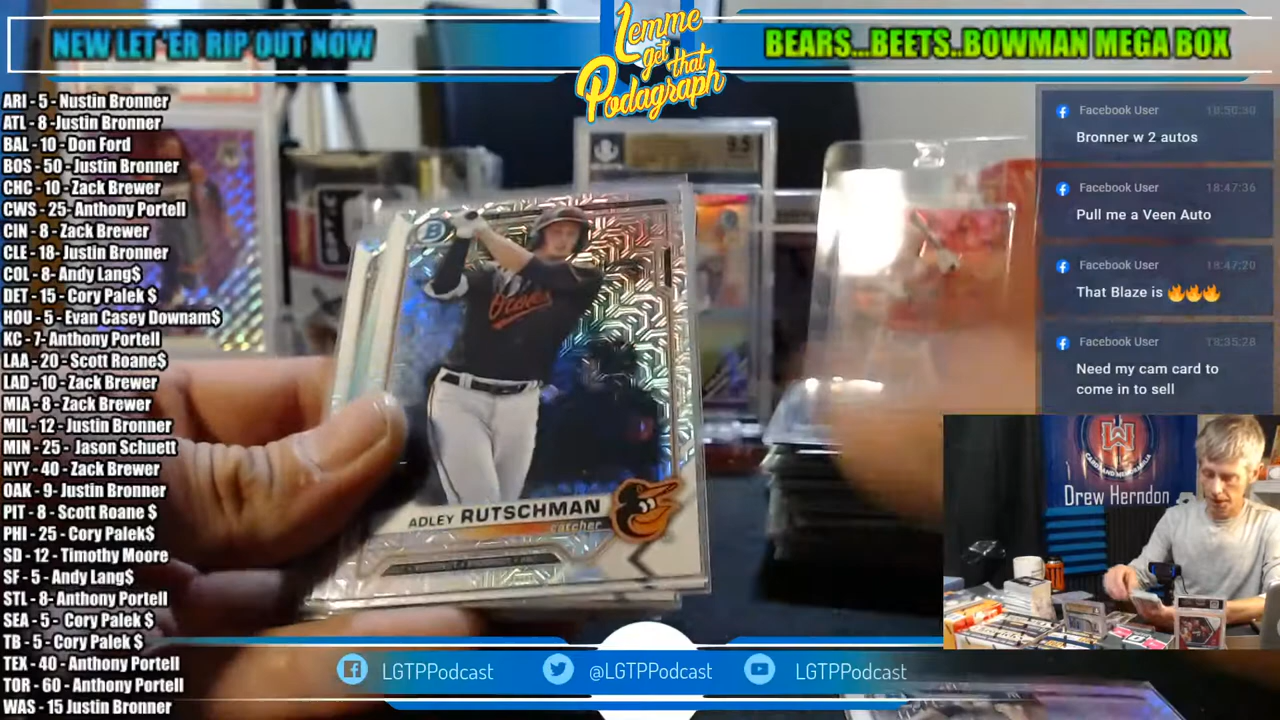 NEW LET 'ER RIP OUT NOW
Lemme
get
that
Podagraph
BEARS...BEETS..BOWMAN MEGA BOX
ARI - 5 - Nustin Bronner
ATL - 8 -Justin Bronner
BAL - 10 - Don Ford
BOS - 50 - Justin Bronner
CHC - 10 - Zack Brewer
CWS - 25- Anthony Portell
CIN - 8 - Zack Brewer
CLE - 18- Justin Bronner
COL - 8- Andy Lang$
DET - 15 - Cory Palek $
HOU - 5 - Evan Casey Downam$
KC - 7- Anthony Portell
LAA - 20 - Scott Roane$
LAD - 10 - Zack Brewer
MIA - 8 - Zack Brewer
MIL - 12 - Justin Bronner
MIN - 25 - Jason Schuett
NYY - 40 - Zack Brewer
OAK - 9- Justin Bronner
PIT - 8 - Scott Roane $
PHI - 25 - Cory Palek$
SD - 12 - Timothy Moore
SF - 5 - Andy Lang$
STL - 8- Anthony Portell
SEA - 5 - Cory Palek $
TB - 5 - Cory Palek $
TEX - 40 - Anthony Portell
TOR - 60 - Anthony Portell
WAS - 15 Justin Bronner
9.5
B
Orioles
ADLEY RUTSCHMAN
catcher
Facebook User 18:50:30
Bronner w 2 autos
Facebook User 18:47:36
Pull me a Veen Auto
Facebook User 18:47:20
That Blaze is 🔥🔥🔥
Facebook User 18:35:28
Need my cam card to
come in to sell
Drew Herndon
LGTPPodcast
@LGTPPodcast
LGTPPodcast